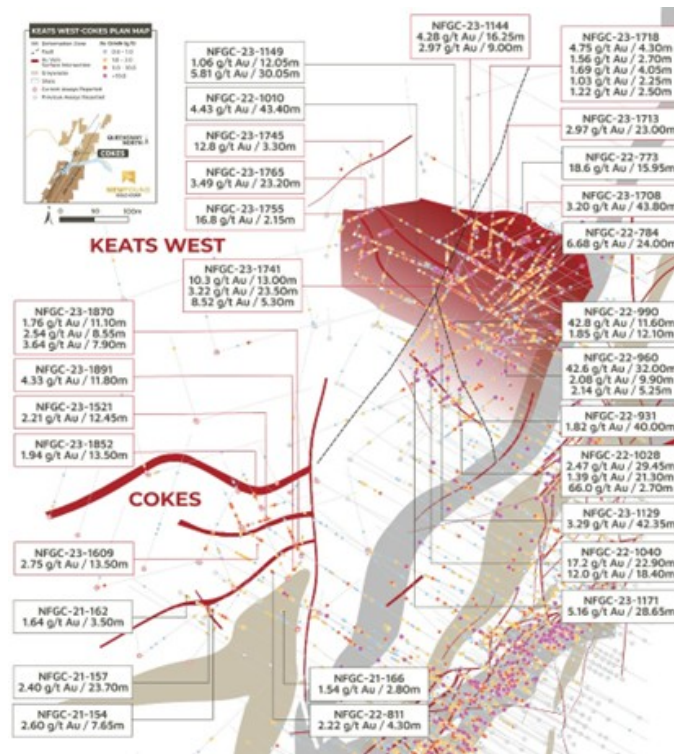 KEATS WEST-COKES PLAN MAP
Fault
COKES
0 50 100m
KEATS WEST
COKES
NFGC-23-1149
1.06 g/t Au / 12.05m
5.81 g/t Au / 30.05m
NFGC-22-1010
4.43 g/t Au / 43.40m
NFGC-23-1745
12.8 g/t Au / 3.30m
NFGC-23-1765
3.49 g/t Au / 23.20m
NFGC-23-1755
16.8 g/t Au / 2.15m
NFGC-23-1741
10.3 g/t Au / 13.00m
3.22 g/t Au / 23.50m
8.52 g/t Au / 5.30m
NFGC-23-1144
4.28 g/t Au / 16.25m
2.97 g/t Au / 9.00m
NFGC-23-1718
4.75 g/t Au / 4.30m
1.56 g/t Au / 2.70m
1.69 g/t Au / 4.05m
1.03 g/t Au / 2.25m
1.22 g/t Au / 2.50m
NFGC-23-1713
2.97 g/t Au / 23.00m
NFGC-22-773
18.6 g/t Au / 15.95m
NFGC-23-1708
3.20 g/t Au / 43.80m
NFGC-22-784
6.68 g/t Au / 24.00m
NFGC-22-990
42.8 g/t Au / 11.60m
1.85 g/t Au / 12.10m
NFGC-22-960
42.6 g/t Au / 32.00m
2.08 g/t Au / 9.90m
2.14 g/t Au / 5.25m
NFGC-22-931
1.82 g/t Au / 40.00m
NFGC-22-1028
2.47 g/t Au / 29.45m
1.39 g/t Au / 21.30m
66.0 g/t Au / 2.70m
NFGC-23-1129
3.29 g/t Au / 42.35m
NFGC-22-1040
17.2 g/t Au / 22.90m
12.0 g/t Au / 18.40m
NFGC-23-1171
5.16 g/t Au / 28.65m
NFGC-23-1870
1.76 g/t Au / 11.10m
2.54 g/t Au / 8.55m
3.64 g/t Au / 7.90m
NFGC-23-1891
4.33 g/t Au / 11.80m
NFGC-23-1521
2.21 g/t Au / 12.45m
NFGC-23-1852
1.94 g/t Au / 13.50m
NFGC-23-1609
2.75 g/t Au / 13.50m
NFGC-21-162
1.64 g/t Au / 3.50m
NFGC-21-157
2.40 g/t Au / 23.70m
NFGC-21-154
2.60 g/t Au / 7.65m
NFGC-21-166
1.54 g/t Au / 2.80m
NFGC-22-811
2.22 g/t Au / 4.30m